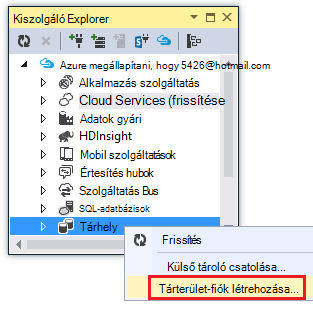 Kiszolgáló Explorer
Azure megállapítani, hogy 5426@hotmail.com
Alkalmazás szolgáltatás
Cloud Services (frissítése
Adatok gyári
HDInsight
Mobil szolgáltatások
Értesítés hubok
Szolgáltatás Bus
SQL-adatbázisok
Tárhely
Frissítés
Külső tároló csatolása...
Tárterület-fiók létrehozása...